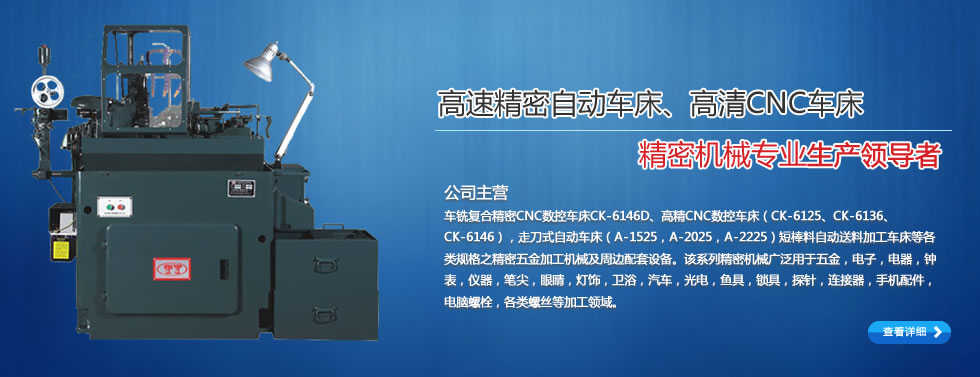 高速精密自动车床、高清CNC车床
精密机械专业生产领导者
公司主营
车铣复合精密CNC数控车床CK-6146D、高精CNC数控车床（CK-6125、CK-6136、
CK-6146），走刀式自动车床（A-1525，A-2025，A-2225）短棒料自动送料加工车床等各
类规格之精密五金加工机械及周边配套设备。该系列精密机械广泛用于五金，电子，电器，钟
表，仪器，笔尖，眼睛，灯饰，卫浴，汽车，光电，鱼具，锁具，探针，连接器，手机配件，
电脑螺栓，各类螺丝等加工领域。
查看详细